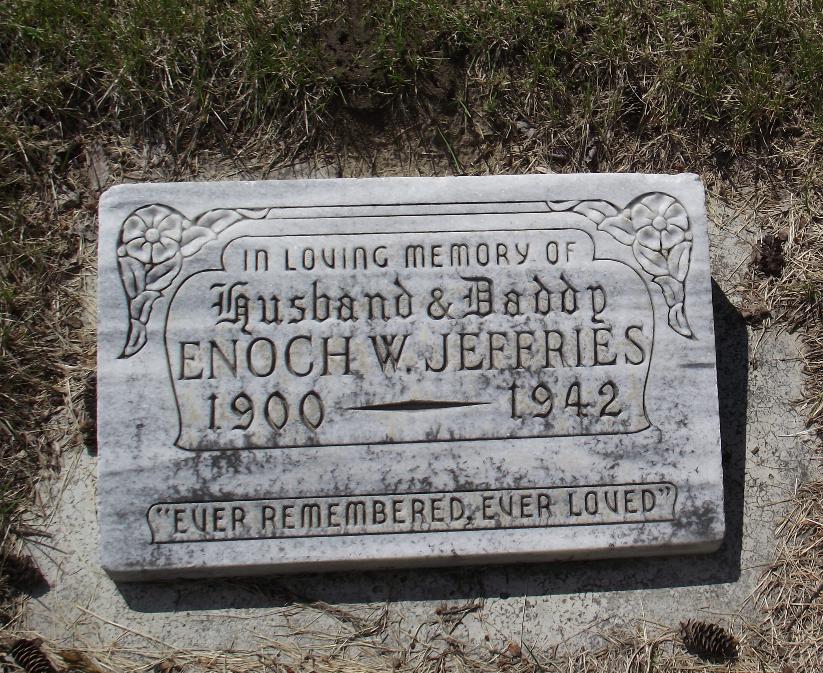 IN LOVING MEMORY OF
Husband & Daddy
ENOCH W. JEFFRIES
1900 — 1942
"EVER REMEMBERED, EVER LOVED"